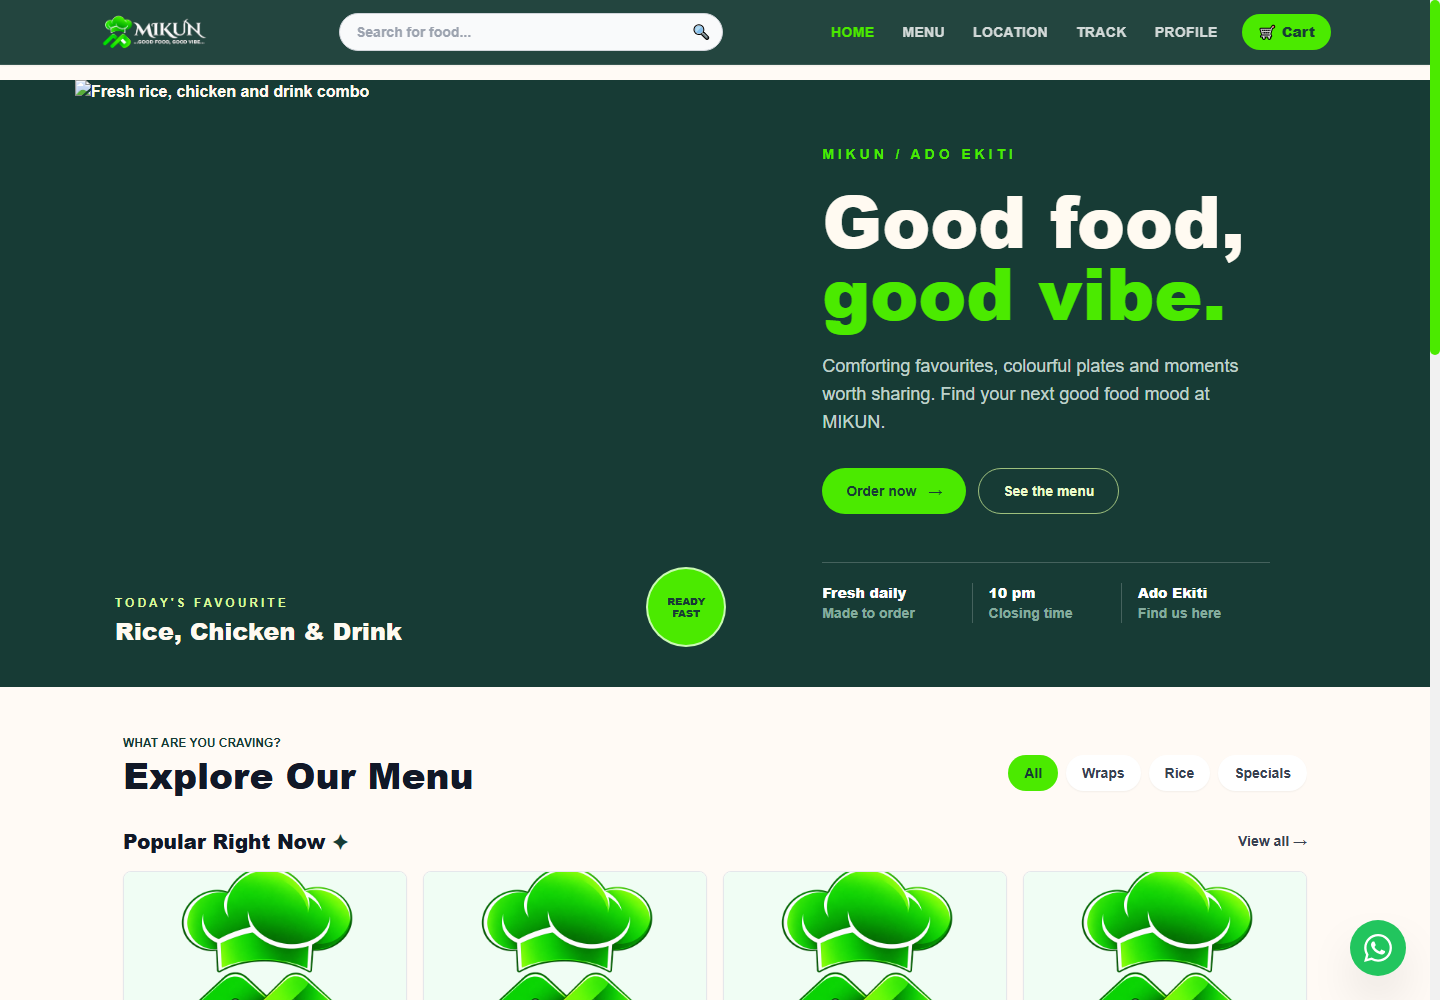 MIKUN
...GOOD FOOD, GOOD VIBE...
Search for food...
HOME
MENU
LOCATION
TRACK
PROFILE
Cart
Fresh rice, chicken and drink combo
MIKUN / ADO EKITI
Good food,
good vibe.
Comforting favourites, colourful plates and moments
worth sharing. Find your next good food mood at
MIKUN.
Order now →
See the menu
TODAY'S FAVOURITE
Rice, Chicken & Drink
READY
FAST
Fresh daily
Made to order
10 pm
Closing time
Ado Ekiti
Find us here
WHAT ARE YOU CRAVING?
Explore Our Menu
All
Wraps
Rice
Specials
Popular Right Now ✦
View all →